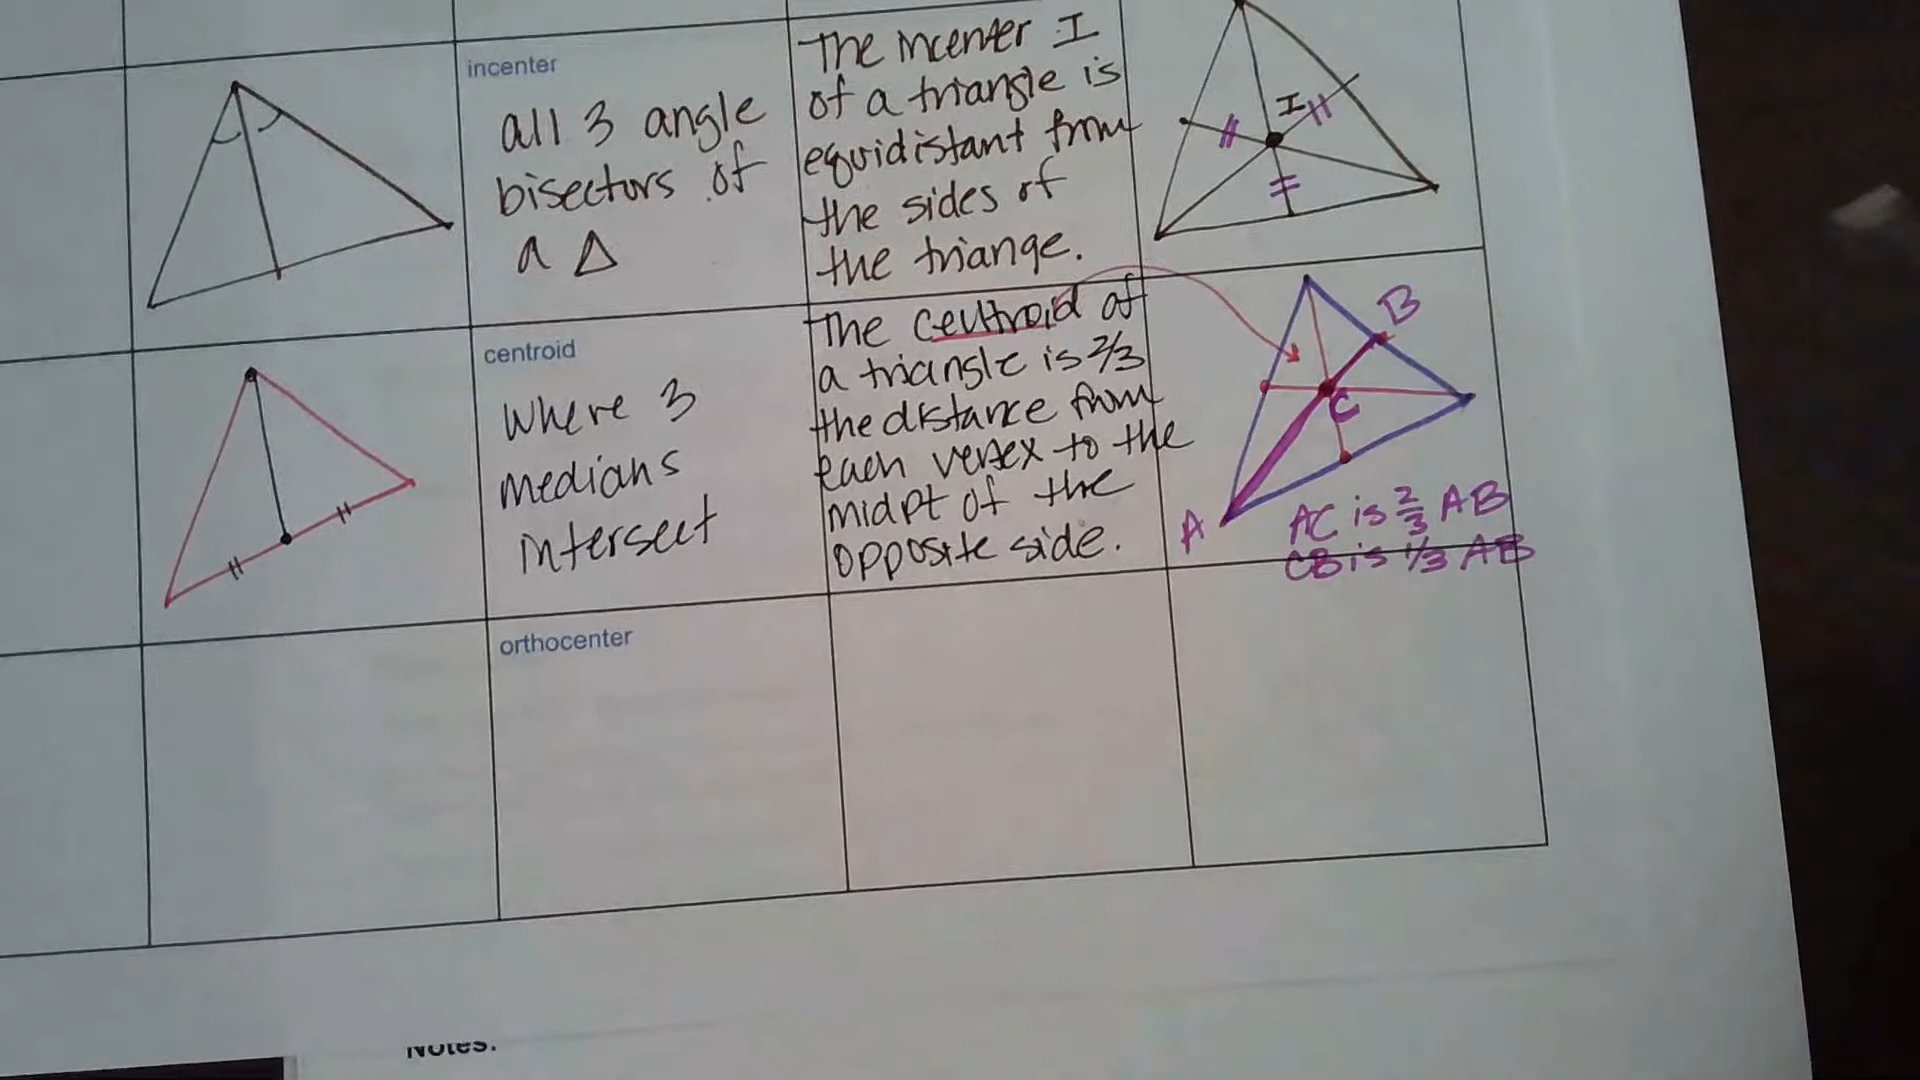 incenter
all 3 angle
bisectors of
a Δ
The incenter I
of a triangle is
equidistant from
the sides of
the triange.
I
centroid
where 3
medians
intersect
The centroid of
a triangle is 2/3
the distance from
each vertex to the
midpt of the
opposite side.
B
C
A
AC is 2/3 AB
CB is 1/3 AB
orthocenter
Notes: